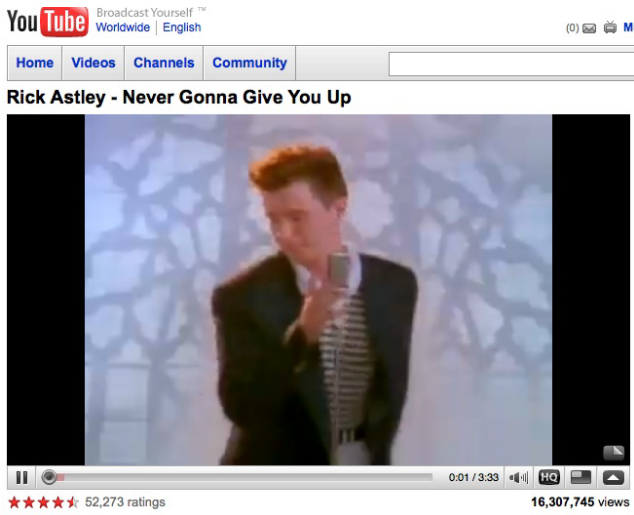 YouTube Broadcast Yourself ™
Worldwide | English
(0) M
Home Videos Channels Community
Rick Astley - Never Gonna Give You Up
0:01 / 3:33 HQ
52,273 ratings 16,307,745 views